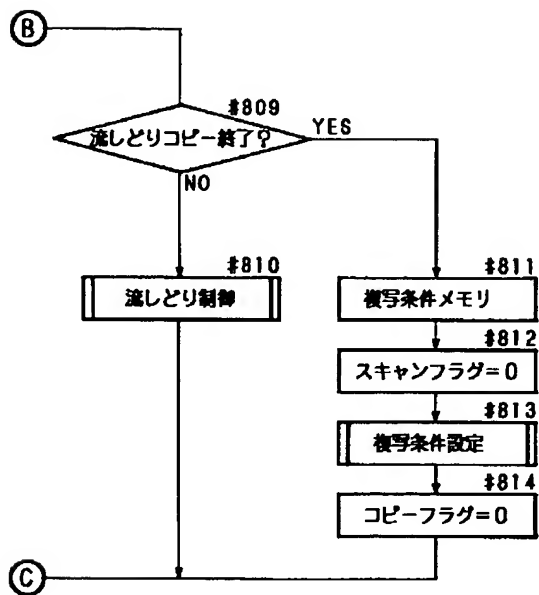 B
#809
流しどりコピー終了?
YES
NO
#810
流しどり制御
#811
複写条件メモリ
#812
スキャンフラグ=0
#813
複写条件設定
#814
コピーフラグ=0
C